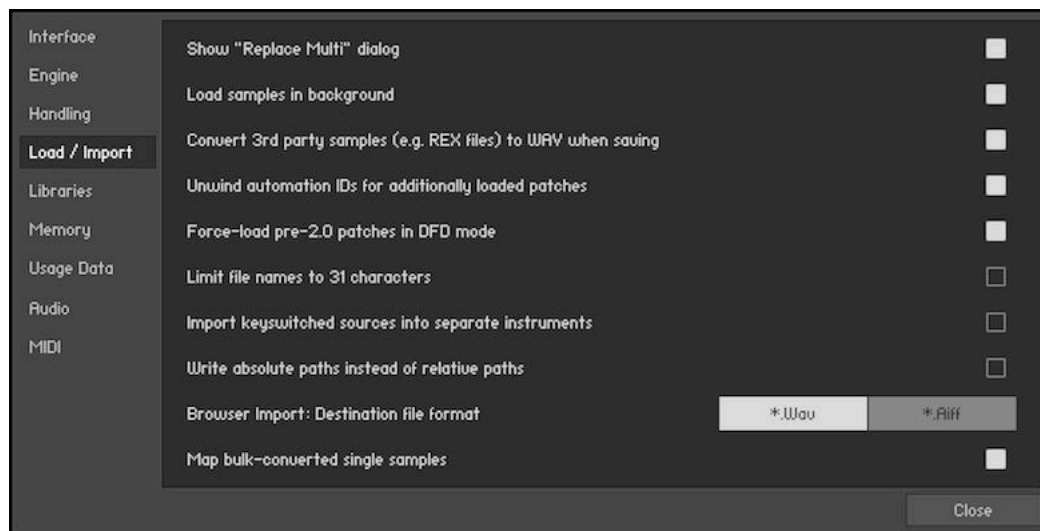 Interface
Engine
Handling
Load / Import
Libraries
Memory
Usage Data
Audio
MIDI
Show "Replace Multi" dialog
Load samples in background
Convert 3rd party samples (e.g. REX files) to WAV when saving
Unwind automation IDs for additionally loaded patches
Force-load pre-2.0 patches in DFD mode
Limit file names to 31 characters
Import keyswitched sources into separate instruments
Write absolute paths instead of relative paths
Browser Import: Destination file format *.Wav *.Aiff
Map bulk-converted single samples
Close